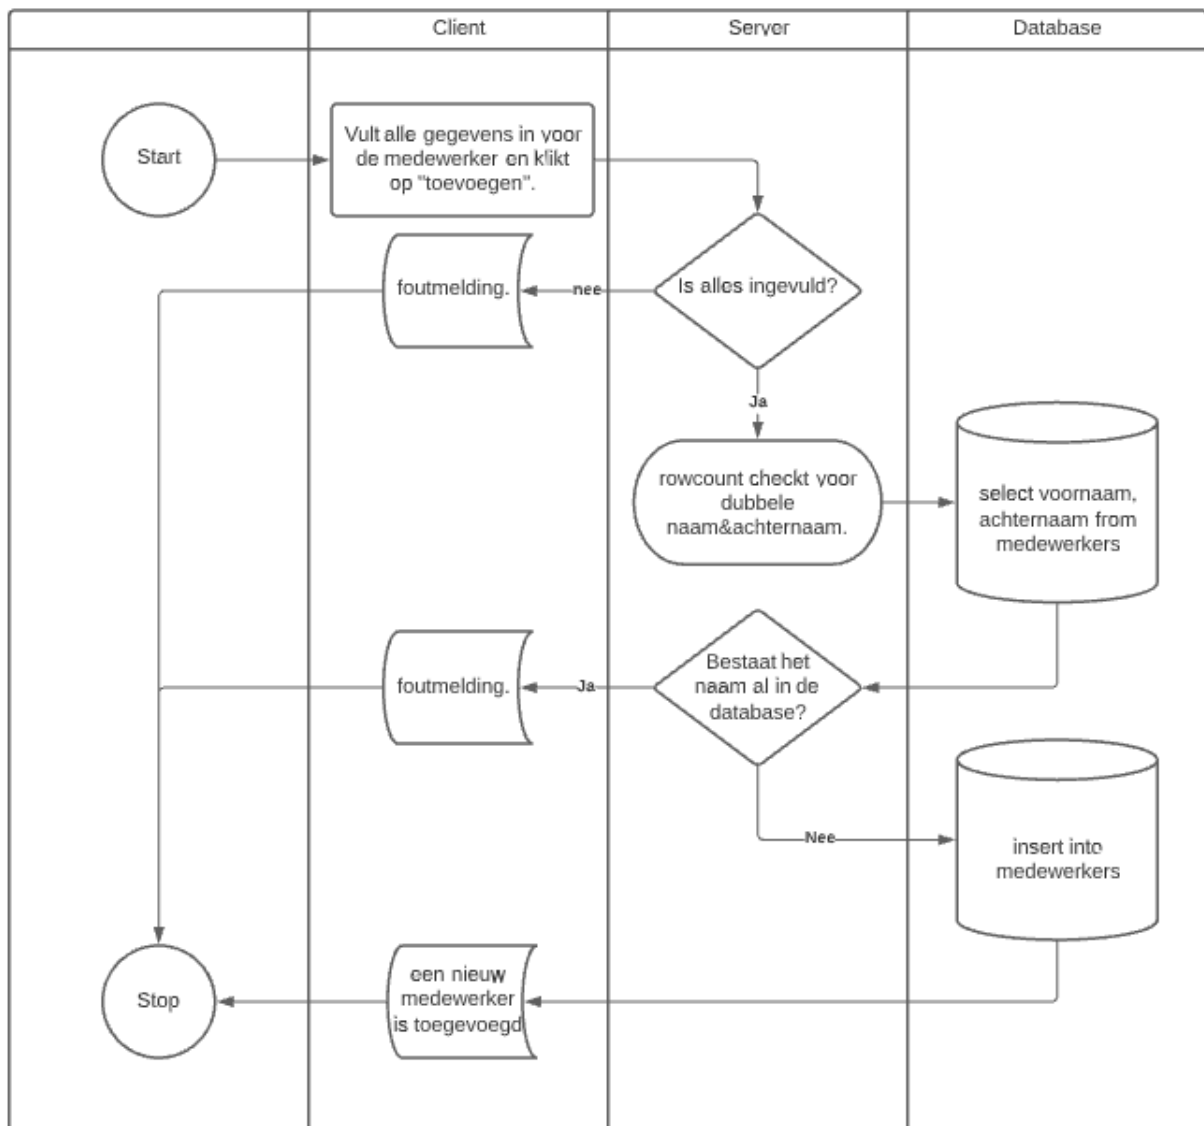 Client
Server
Database
Start
Vult alle gegevens in voor
de medewerker en klikt
op "toevoegen".
foutmelding.
nee
Is alles ingevuld?
Ja
rowcount checkt voor
dubbele
naam&achternaam.
select voornaam,
achternaam from
medewerkers
foutmelding.
Ja
Bestaat het
naam al in de
database?
Nee
insert into
medewerkers
Stop
een nieuw
medewerker
is toegevoegd